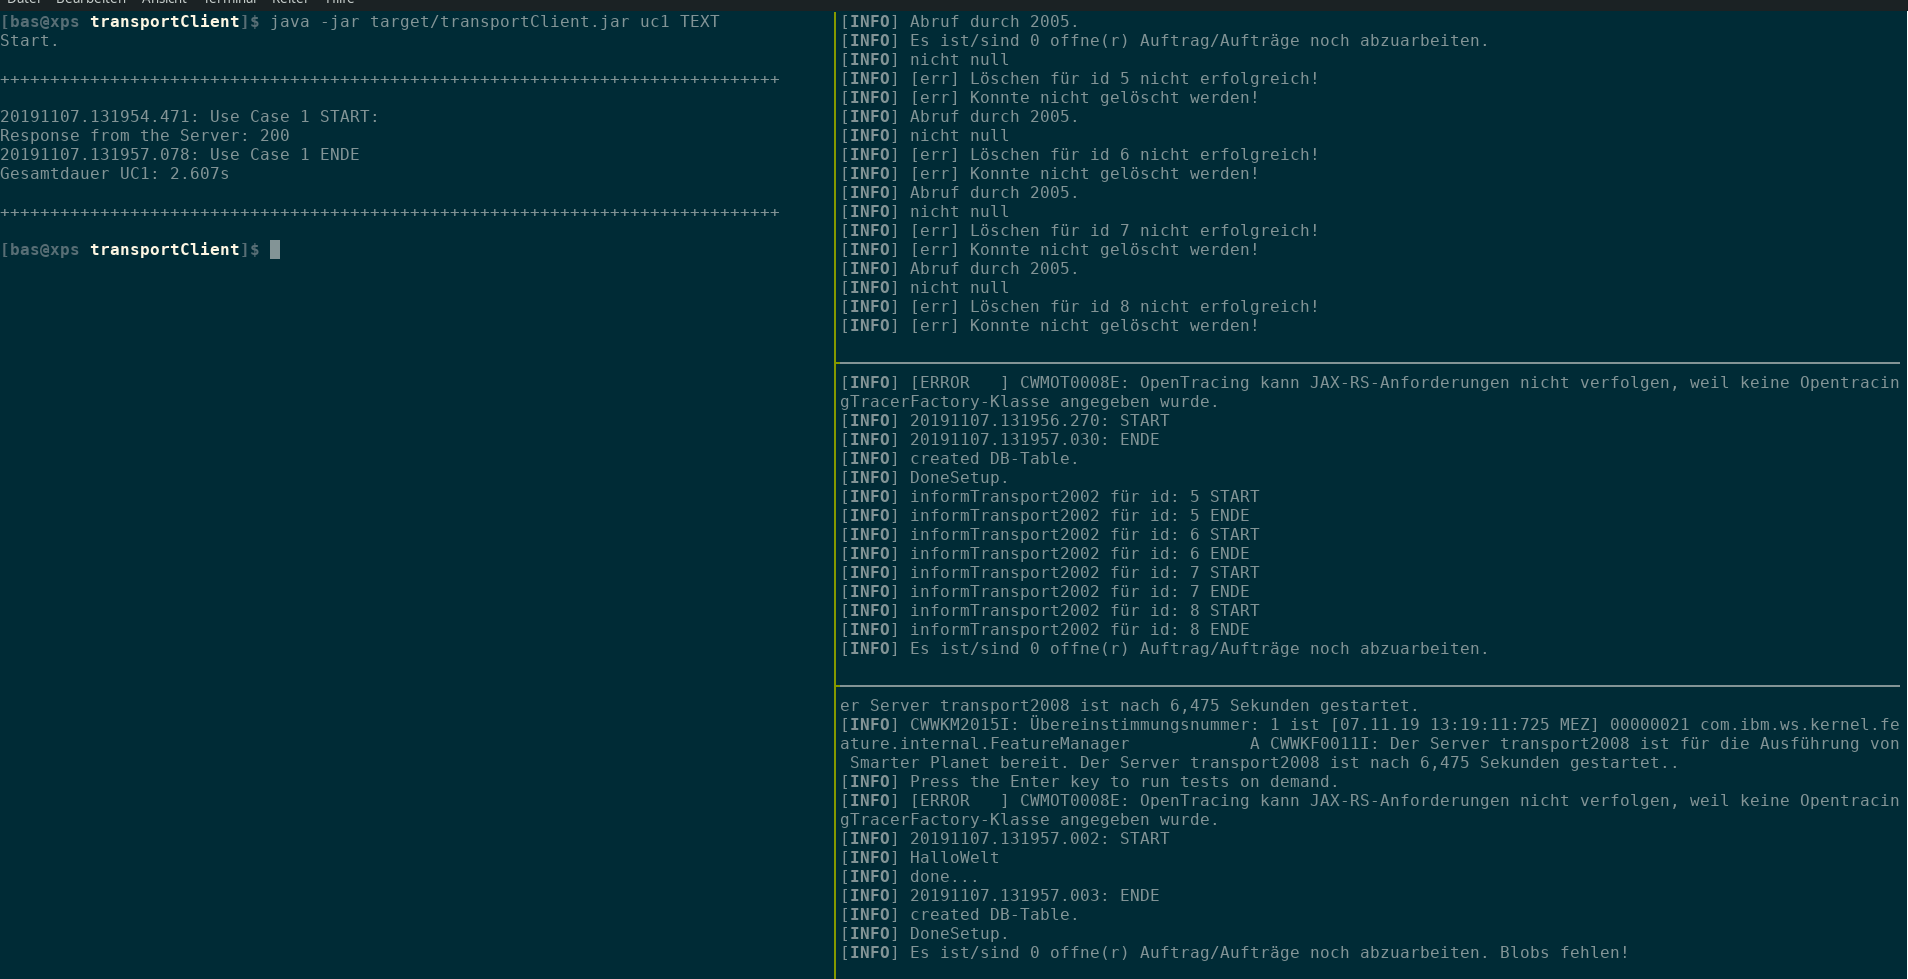 Datei Bearbeiten Ansicht Terminal Reiter Hilfe
[bas@xps transportClient]$ java -jar target/transportClient.jar uc1 TEXT
Start.
++++++++++++++++++++++++++++++++++++++++++++++++++++++++++++++++++++++++++++++
20191107.131954.471: Use Case 1 START:
Response from the Server: 200
20191107.131957.078: Use Case 1 ENDE
Gesamtdauer UC1: 2.607s
++++++++++++++++++++++++++++++++++++++++++++++++++++++++++++++++++++++++++++++
[bas@xps transportClient]$
[INFO] Abruf durch 2005.
[INFO] Es ist/sind 0 offne(r) Auftrag/Aufträge noch abzuarbeiten.
[INFO] nicht null
[INFO] [err] Löschen für id 5 nicht erfolgreich!
[INFO] [err] Konnte nicht gelöscht werden!
[INFO] Abruf durch 2005.
[INFO] nicht null
[INFO] [err] Löschen für id 6 nicht erfolgreich!
[INFO] [err] Konnte nicht gelöscht werden!
[INFO] Abruf durch 2005.
[INFO] nicht null
[INFO] [err] Löschen für id 7 nicht erfolgreich!
[INFO] [err] Konnte nicht gelöscht werden!
[INFO] Abruf durch 2005.
[INFO] nicht null
[INFO] [err] Löschen für id 8 nicht erfolgreich!
[INFO] [err] Konnte nicht gelöscht werden!
[INFO] [ERROR   ] CWMOT0008E: OpenTracing kann JAX-RS-Anforderungen nicht verfolgen, weil keine Opentracin
gTracerFactory-Klasse angegeben wurde.
[INFO] 20191107.131956.270: START
[INFO] 20191107.131957.030: ENDE
[INFO] created DB-Table.
[INFO] DoneSetup.
[INFO] informTransport2002 für id: 5 START
[INFO] informTransport2002 für id: 5 ENDE
[INFO] informTransport2002 für id: 6 START
[INFO] informTransport2002 für id: 6 ENDE
[INFO] informTransport2002 für id: 7 START
[INFO] informTransport2002 für id: 7 ENDE
[INFO] informTransport2002 für id: 8 START
[INFO] informTransport2002 für id: 8 ENDE
[INFO] Es ist/sind 0 offne(r) Auftrag/Aufträge noch abzuarbeiten.
er Server transport2008 ist nach 6,475 Sekunden gestartet.
[INFO] CWWKM2015I: Übereinstimmungsnummer: 1 ist [07.11.19 13:19:11:725 MEZ] 00000021 com.ibm.ws.kernel.fe
ature.internal.FeatureManager            A CWWKF0011I: Der Server transport2008 ist für die Ausführung von
 Smarter Planet bereit. Der Server transport2008 ist nach 6,475 Sekunden gestartet..
[INFO] Press the Enter key to run tests on demand.
[INFO] [ERROR   ] CWMOT0008E: OpenTracing kann JAX-RS-Anforderungen nicht verfolgen, weil keine Opentracin
gTracerFactory-Klasse angegeben wurde.
[INFO] 20191107.131957.002: START
[INFO] HalloWelt
[INFO] done...
[INFO] 20191107.131957.003: ENDE
[INFO] created DB-Table.
[INFO] DoneSetup.
[INFO] Es ist/sind 0 offne(r) Auftrag/Aufträge noch abzuarbeiten. Blobs fehlen!